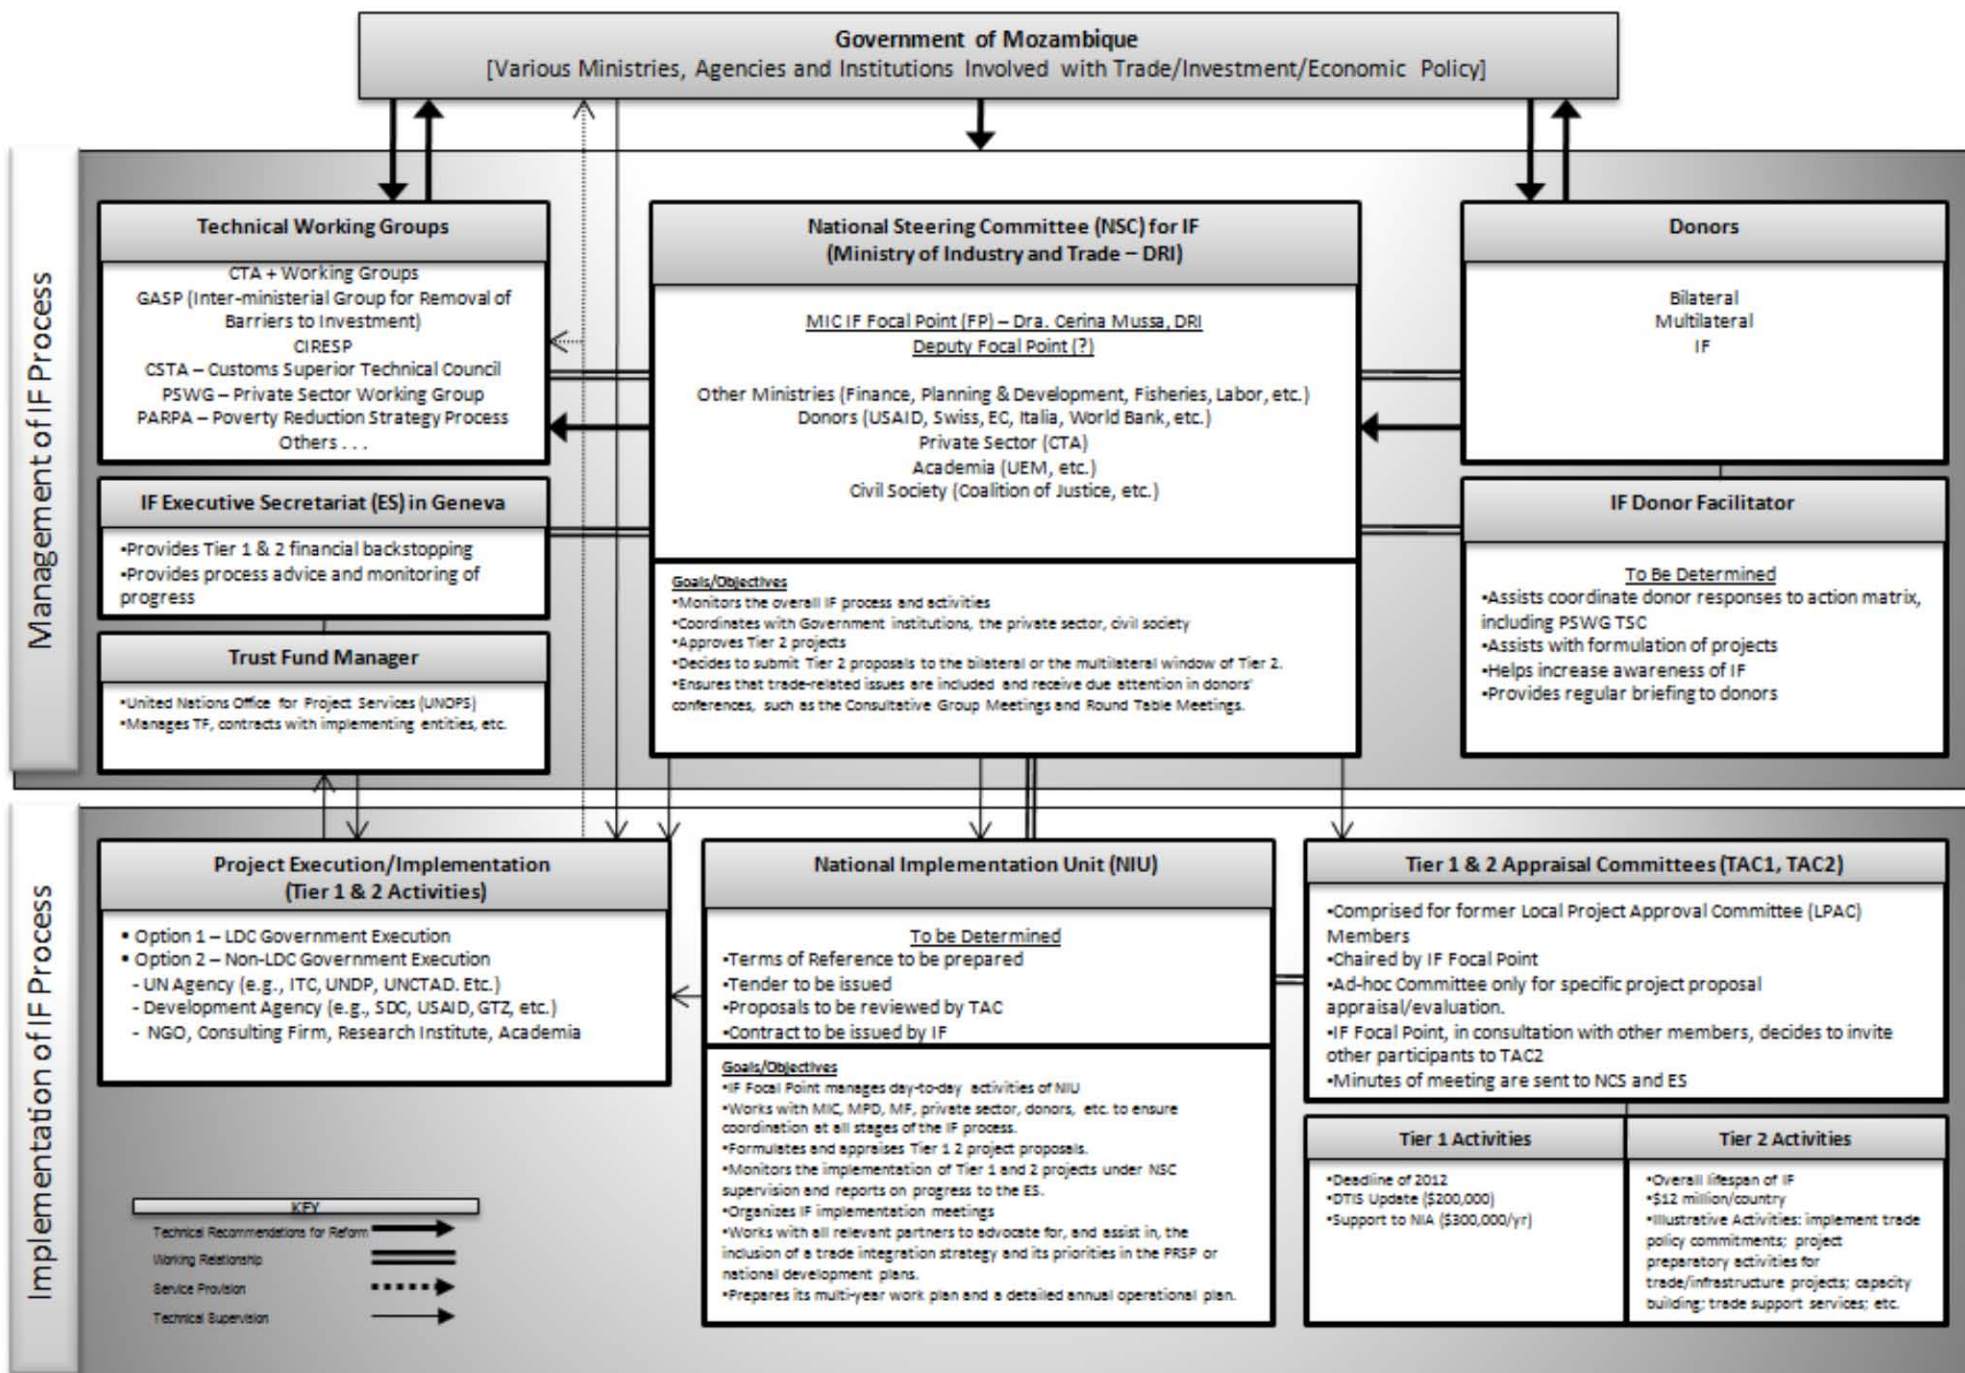 Government of Mozambique
[Various Ministries, Agencies and Institutions Involved with Trade/Investment/Economic Policy]
Management of IF Process
Technical Working Groups
CTA + Working Groups
GASP (Inter-ministerial Group for Removal of
Barriers to Investment)
CIRESP
CSTA – Customs Superior Technical Council
PSWG – Private Sector Working Group
PARPA – Poverty Reduction Strategy Process
Others . . .
IF Executive Secretariat (ES) in Geneva
•Provides Tier 1 & 2 financial backstopping
•Provides process advice and monitoring of
progress
Trust Fund Manager
•United Nations Office for Project Services (UNOPS)
•Manages TF, contracts with implementing entities, etc.
National Steering Committee (NSC) for IF
(Ministry of Industry and Trade – DRI)
MIC IF Focal Point (FP) – Dra. Cerina Mussa, DRI
Deputy Focal Point (?)
Other Ministries (Finance, Planning & Development, Fisheries, Labor, etc.)
Donors (USAID, Swiss, EC, Italia, World Bank, etc.)
Private Sector (CTA)
Academia (UEM, etc.)
Civil Society (Coalition of Justice, etc.)
Goals/Objectives
•Monitors the overall IF process and activities
•Coordinates with Government institutions, the private sector, civil society
•Approves Tier 2 projects
•Decides to submit Tier 2 proposals to the bilateral or the multilateral window of Tier 2.
•Ensures that trade-related issues are included and receive due attention in donors'
conferences, such as the Consultative Group Meetings and Round Table Meetings.
Donors
Bilateral
Multilateral
IF
IF Donor Facilitator
To Be Determined
•Assists coordinate donor responses to action matrix,
including PSWG TSC
•Assists with formulation of projects
•Helps increase awareness of IF
•Provides regular briefing to donors
Implementation of IF Process
Project Execution/Implementation
(Tier 1 & 2 Activities)
• Option 1 – LDC Government Execution
• Option 2 – Non-LDC Government Execution
- UN Agency (e.g., ITC, UNDP, UNCTAD. Etc.)
- Development Agency (e.g., SDC, USAID, GTZ, etc.)
- NGO, Consulting Firm, Research Institute, Academia
KEY
Technical Recommendations for Reform
Working Relationship
Service Provision
Technical Supervision
National Implementation Unit (NIU)
To be Determined
•Terms of Reference to be prepared
•Tender to be issued
•Proposals to be reviewed by TAC
•Contract to be issued by IF
Goals/Objectives
•IF Focal Point manages day-to-day activities of NIU
•Works with MIC, MPD, MF, private sector, donors, etc. to ensure
coordination at all stages of the IF process.
•Formulates and appraises Tier 1 2 project proposals.
•Monitors the implementation of Tier 1 and 2 projects under NSC
supervision and reports on progress to the ES.
•Organizes IF implementation meetings
•Works with all relevant partners to advocate for, and assist in, the
inclusion of a trade integration strategy and its priorities in the PRSP or
national development plans.
•Prepares its multi-year work plan and a detailed annual operational plan.
Tier 1 & 2 Appraisal Committees (TAC1, TAC2)
•Comprised for former Local Project Approval Committee (LPAC)
Members
•Chaired by IF Focal Point
•Ad-hoc Committee only for specific project proposal
appraisal/evaluation.
•IF Focal Point, in consultation with other members, decides to invite
other participants to TAC2
•Minutes of meeting are sent to NCS and ES
Tier 1 Activities
•Deadline of 2012
•DTIS Update ($200,000)
•Support to NIA ($300,000/yr)
Tier 2 Activities
•Overall lifespan of IF
•$12 million/country
•Illustrative Activities: implement trade
policy commitments; project
preparatory activities for
trade/infrastructure projects; capacity
building; trade support services; etc.